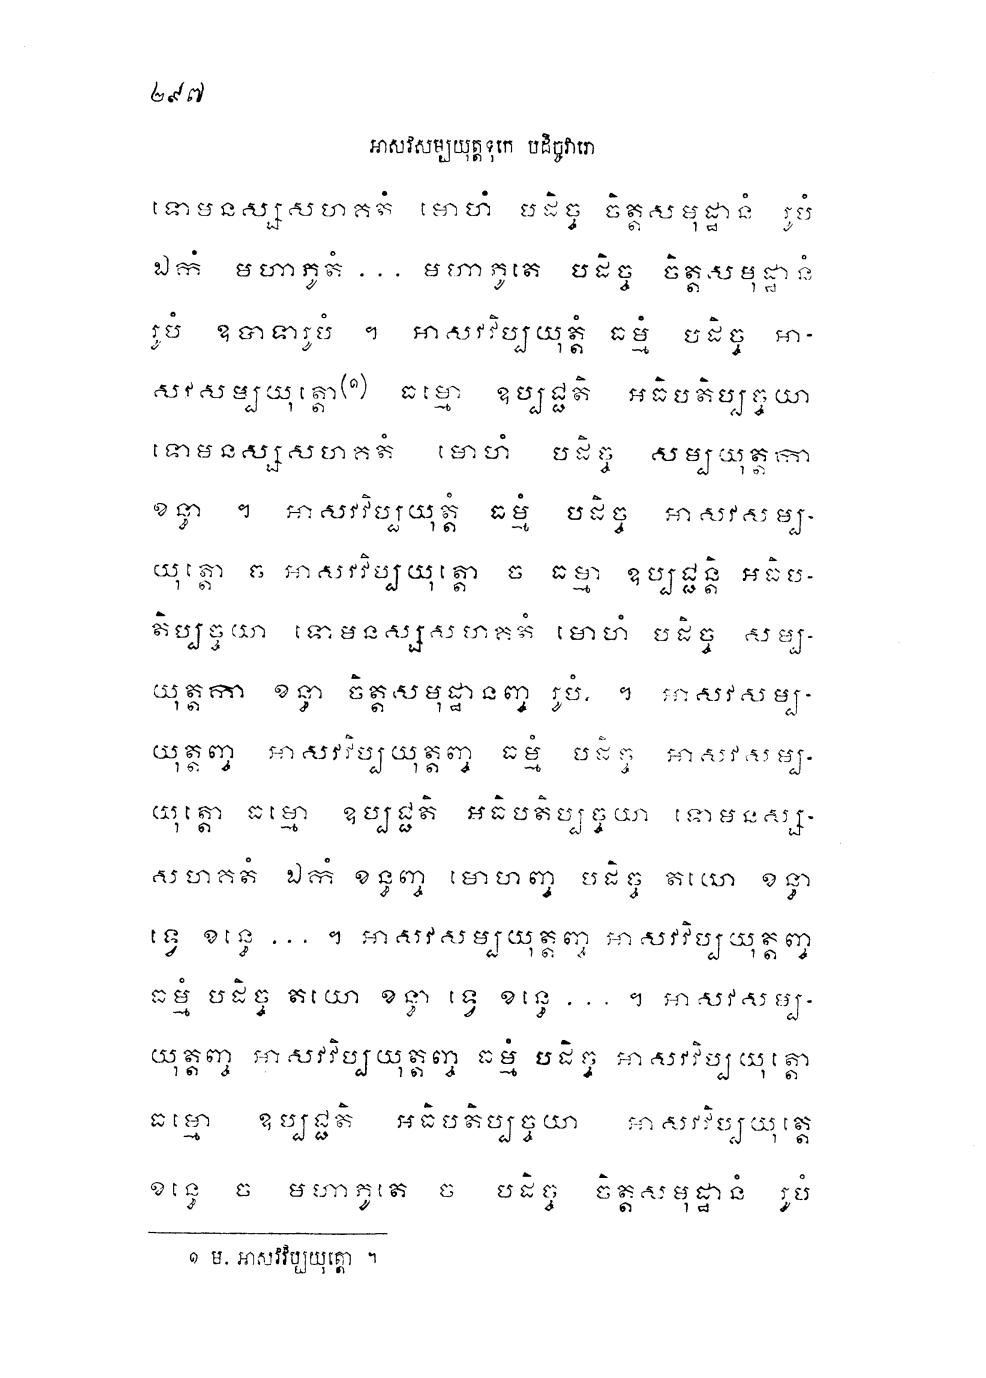 ២៩៧
អាសវសម្បយុត្តទុកេ បដិច្ចវារោ
ទោមនស្សសហគតំ មោហំ បដិច្ច ចិត្តសមុដ្ឋានំ រូបំ
ឯកំ មហាភូតំ ... មហាភូតេ បដិច្ច ចិត្តសមុដ្ឋានំ
រូបំ ឧបាទារូបំ ។ អាសវវិប្បយុត្តំ ធម្មំ បដិច្ច អា-
សវសម្បយុត្តោ(១) ធម្មោ ឧប្បជ្ជតិ អធិបតិប្បច្ចយា
ទោមនស្សសហគតំ មោហំ បដិច្ច សម្បយុត្តកា
ខន្ធា ។ អាសវវិប្បយុត្តំ ធម្មំ បដិច្ច អាសវសម្ប-
យុត្តោ ច អាសវវិប្បយុត្តោ ច ធម្មា ឧប្បជ្ជន្តិ អធិប-
តិប្បច្ចយា ទោមនស្សសហគតំ មោហំ បដិច្ច សម្ប-
យុត្តកា ខន្ធា ចិត្តសមុដ្ឋានញ្ច រូបំ. ។ អាសវសម្ប-
យុត្តញ្ច អាសវវិប្បយុត្តញ្ច ធម្មំ បដិច្ច អាសវសម្ប-
យុត្តោ ធម្មោ ឧប្បជ្ជតិ អធិបតិប្បច្ចយា ទោមនស្ស-
សហគតំ ឯកំ ខន្ធញ្ច មោហញ្ច បដិច្ច តយោ ខន្ធា
ទ្វេ ខន្ធេ ... ។ អាសវសម្បយុត្តញ្ច អាសវវិប្បយុត្តញ្ច
ធម្មំ បដិច្ច តយោ ខន្ធា ទ្វេ ខន្ធេ ... ។ អាសវសម្ប-
យុត្តញ្ច អាសវវិប្បយុត្តញ្ច ធម្មំ បដិច្ច អាសវវិប្បយុត្តោ
ធម្មោ ឧប្បជ្ជតិ អធិបតិប្បច្ចយា អាសវវិប្បយុត្តេ
ខន្ធេ ច មហាភូតេ ច បដិច្ច ចិត្តសមុដ្ឋានំ រូបំ
១ ម. អាសវវិប្បយុត្តោ ។